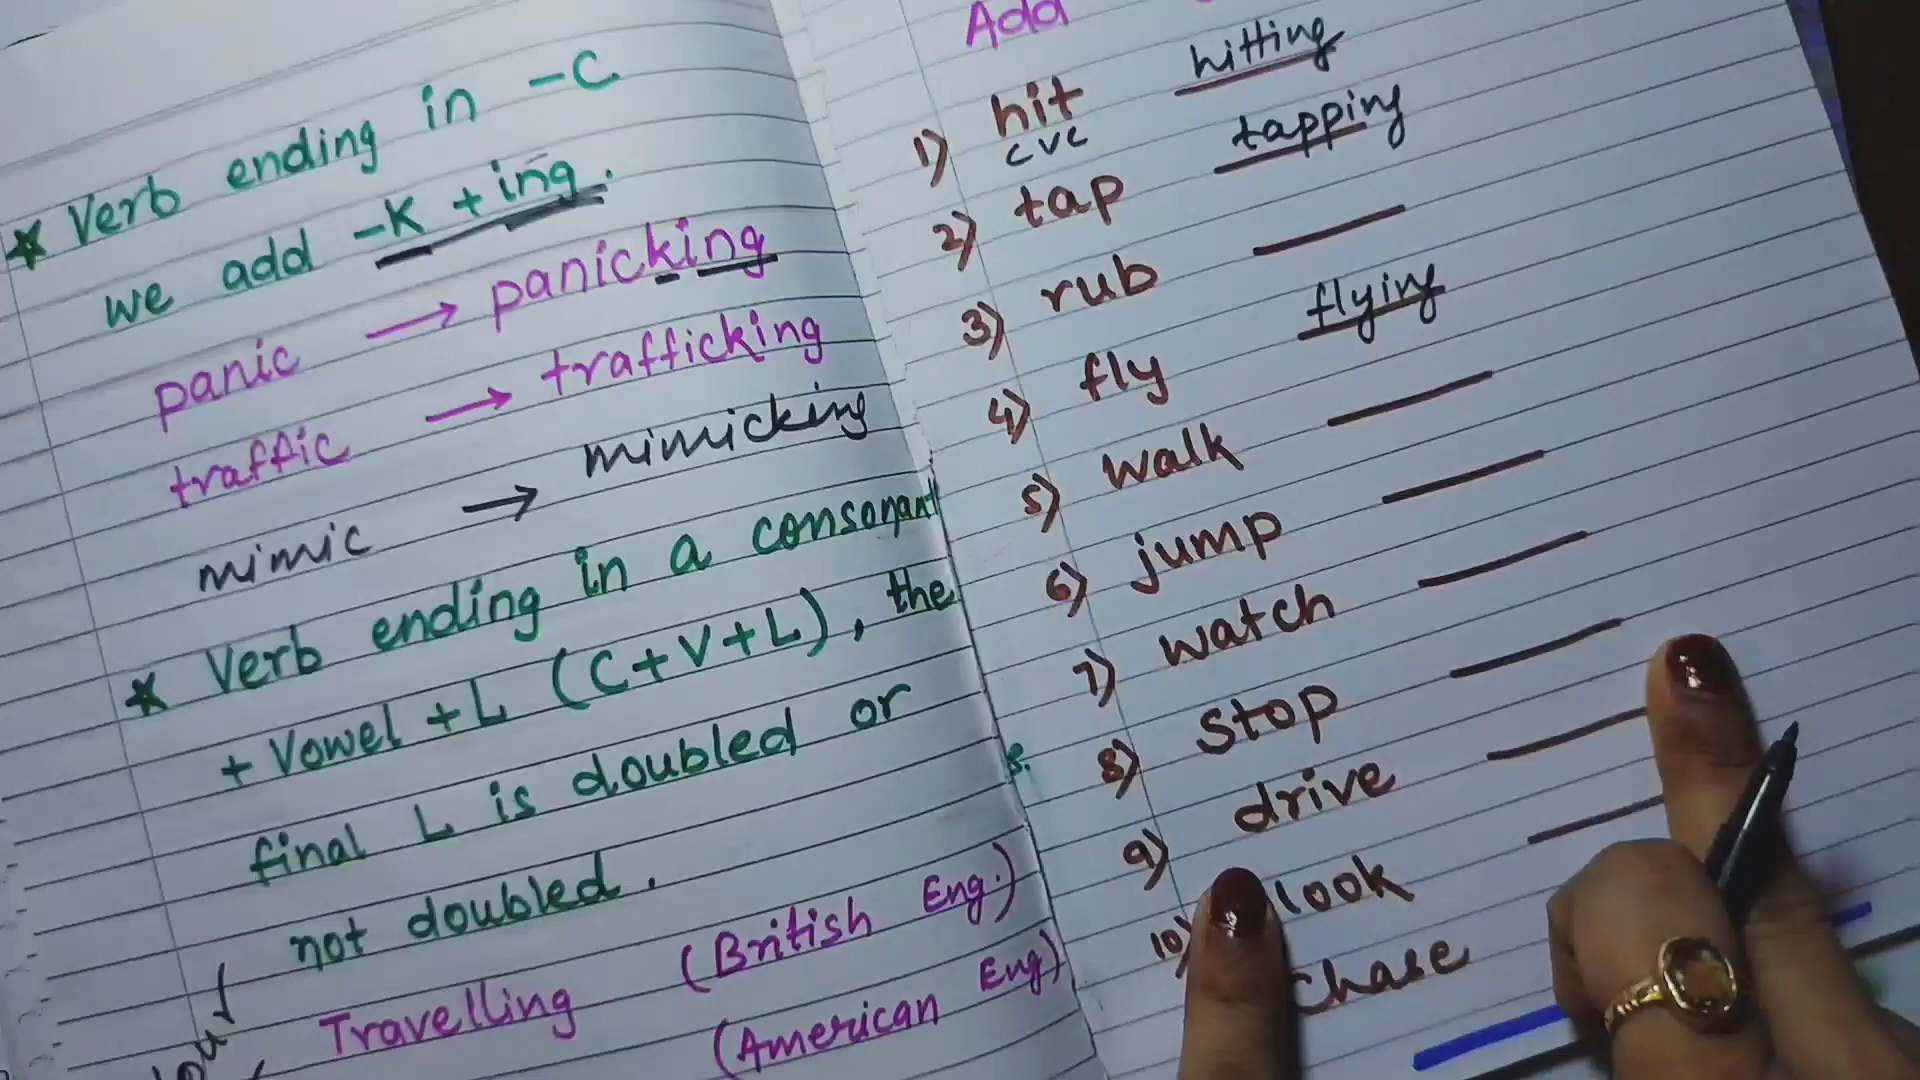 * Verb ending in -C
we add -K + ing.
panic → panicking
traffic → trafficking
mimic → mimicking
* Verb ending in a consonant
+ Vowel + L (C+V+L), the
final L is doubled or
not doubled.
Travelling (British Eng.)
(American Eng)
Add
1) hit hitting
cvc
2) tap tapping
3) rub
4) fly flying
5) walk
6) jump
7) watch
8) Stop
9) drive
10) look
chase